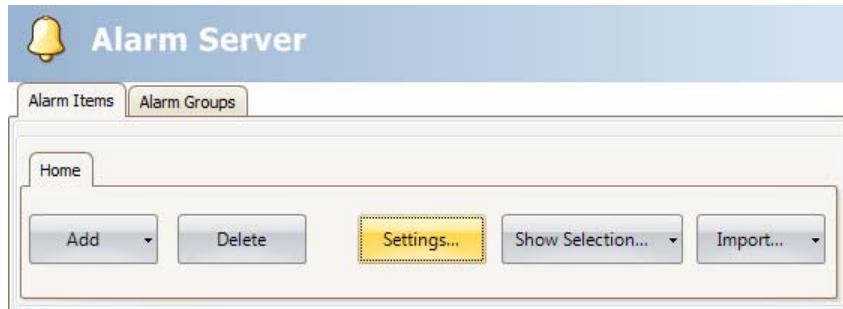 Alarm Server
Alarm Items Alarm Groups
Home
Add Delete Settings... Show Selection... Import...